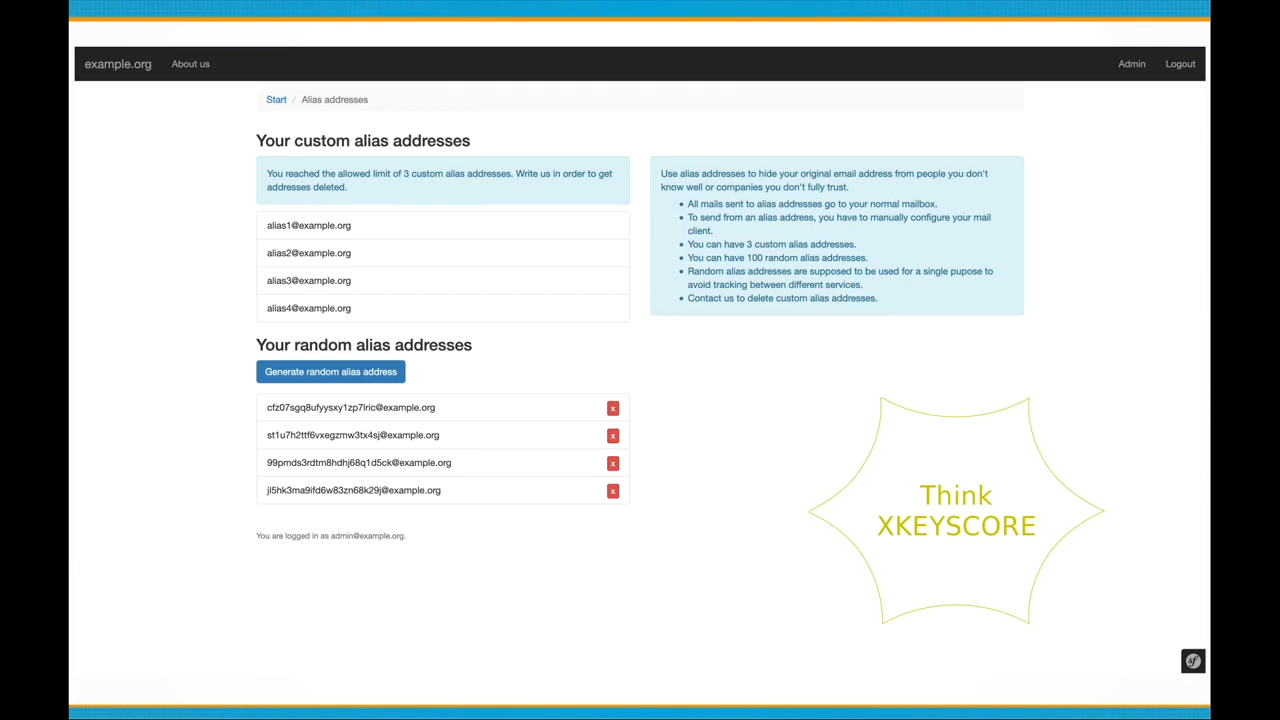 example.org About us Admin Logout
Start / Alias addresses
Your custom alias addresses
You reached the allowed limit of 3 custom alias addresses. Write us in order to get
addresses deleted.
alias1@example.org
alias2@example.org
alias3@example.org
alias4@example.org
Use alias addresses to hide your original email address from people you don't
know well or companies you don't fully trust.
• All mails sent to alias addresses go to your normal mailbox.
• To send from an alias address, you have to manually configure your mail
client.
• You can have 3 custom alias addresses.
• You can have 100 random alias addresses.
• Random alias addresses are supposed to be used for a single pupose to
avoid tracking between different services.
• Contact us to delete custom alias addresses.
Your random alias addresses
Generate random alias address
cfz07sgq8ufyysxy1zp7lric@example.org x
st1u7h2ttf6vxegzmw3tx4sj@example.org x
99pmds3rdtm8hdhj68q1d5ck@example.org x
jl5hk3ma9ifd6w83zn68k29j@example.org x
You are logged in as admin@example.org.
Think
XKEYSCORE
sf